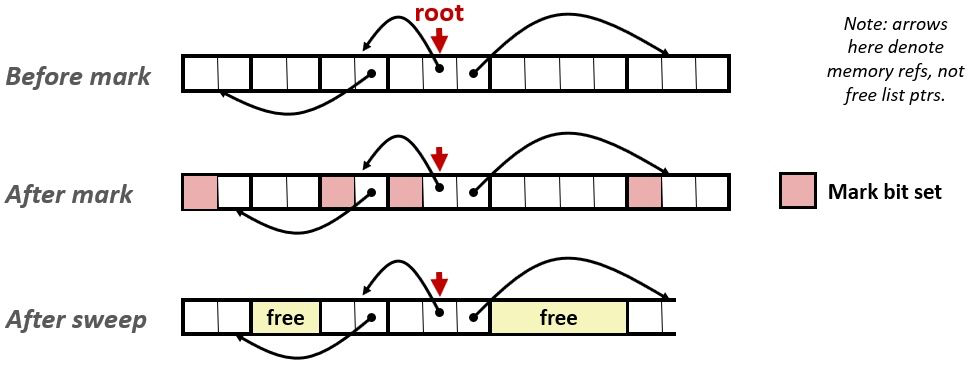 root
Before mark
Note: arrows
here denote
memory refs, not
free list ptrs.
After mark
Mark bit set
After sweep
free
free